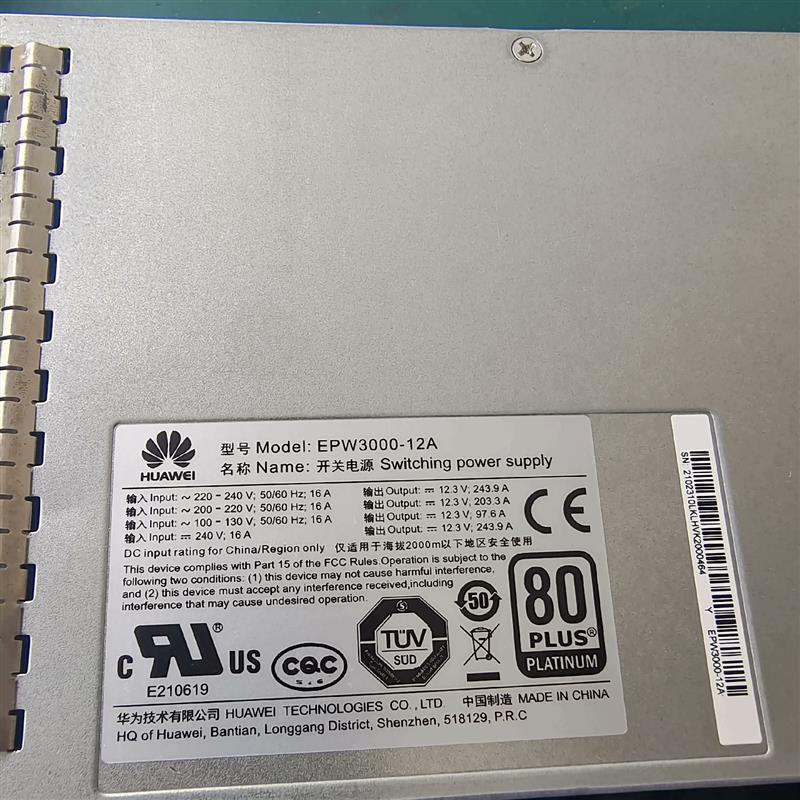 HUAWEI
型号 Model: EPW3000-12A
名称 Name: 开关电源 Switching power supply
输入 Input: ~ 220 - 240 V; 50/60 Hz; 16 A 输出 Output: ⎓ 12.3 V; 243.9 A
输入 Input: ~ 200 - 220 V; 50/60 Hz; 16 A 输出 Output: ⎓ 12.3 V; 203.3 A
输入 Input: ~ 100 - 130 V; 50/60 Hz; 16 A 输出 Output: ⎓ 12.3 V; 97.6 A
输入 Input: ⎓ 240 V; 16 A 输出 Output: ⎓ 12.3 V; 243.9 A
DC input rating for China/Region only 仅适用于海拔2000m以下地区安全使用
CE
This device complies with Part 15 of the FCC Rules.Operation is subject to the
following two conditions: (1) this device may not cause harmful interference,
and (2) this device must accept any interference received,including
interference that may cause undesired operation.
c RU ® US
E210619
CQC
S&E
TÜV
SUD
50
80
PLUS®
PLATINUM
华为技术有限公司 HUAWEI TECHNOLOGIES CO., LTD. 中国制造 MADE IN CHINA
HQ of Huawei, Bantian, Longgang District, Shenzhen, 518129, P.R.C
SN: 2102310LKLHVK2000464 Y EPW3000-12A